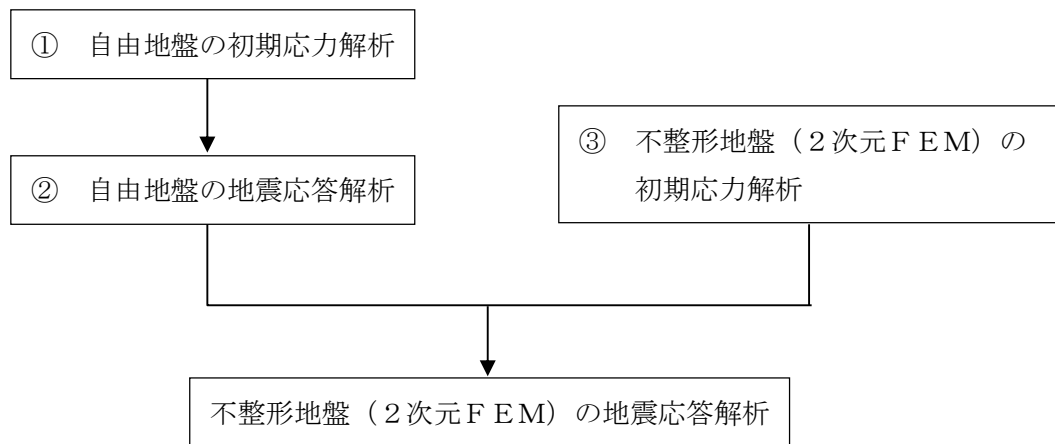 ①　自由地盤の初期応力解析
③　不整形地盤（２次元ＦＥＭ）の
初期応力解析
②　自由地盤の地震応答解析
不整形地盤（２次元ＦＥＭ）の地震応答解析